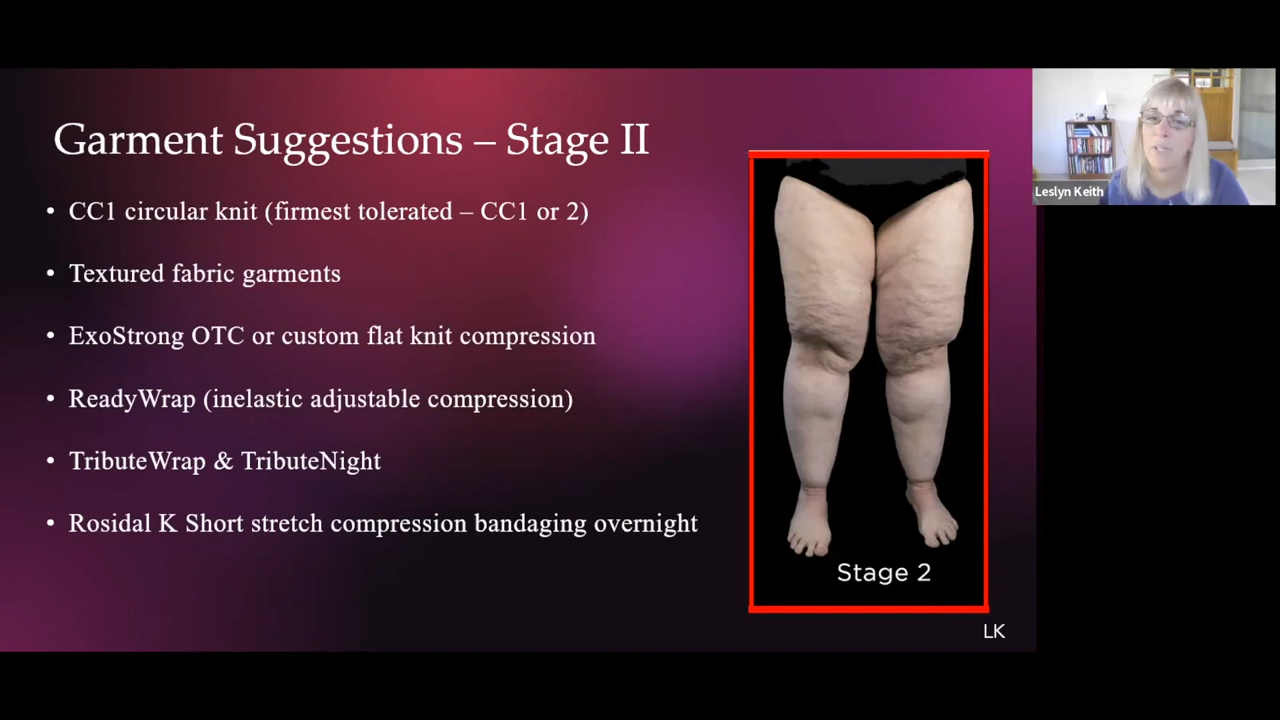 Garment Suggestions – Stage II
• CC1 circular knit (firmest tolerated – CC1 or 2)
• Textured fabric garments
• ExoStrong OTC or custom flat knit compression
• ReadyWrap (inelastic adjustable compression)
• TributeWrap & TributeNight
• Rosidal K Short stretch compression bandaging overnight
Stage 2
LK
Leslyn Keith